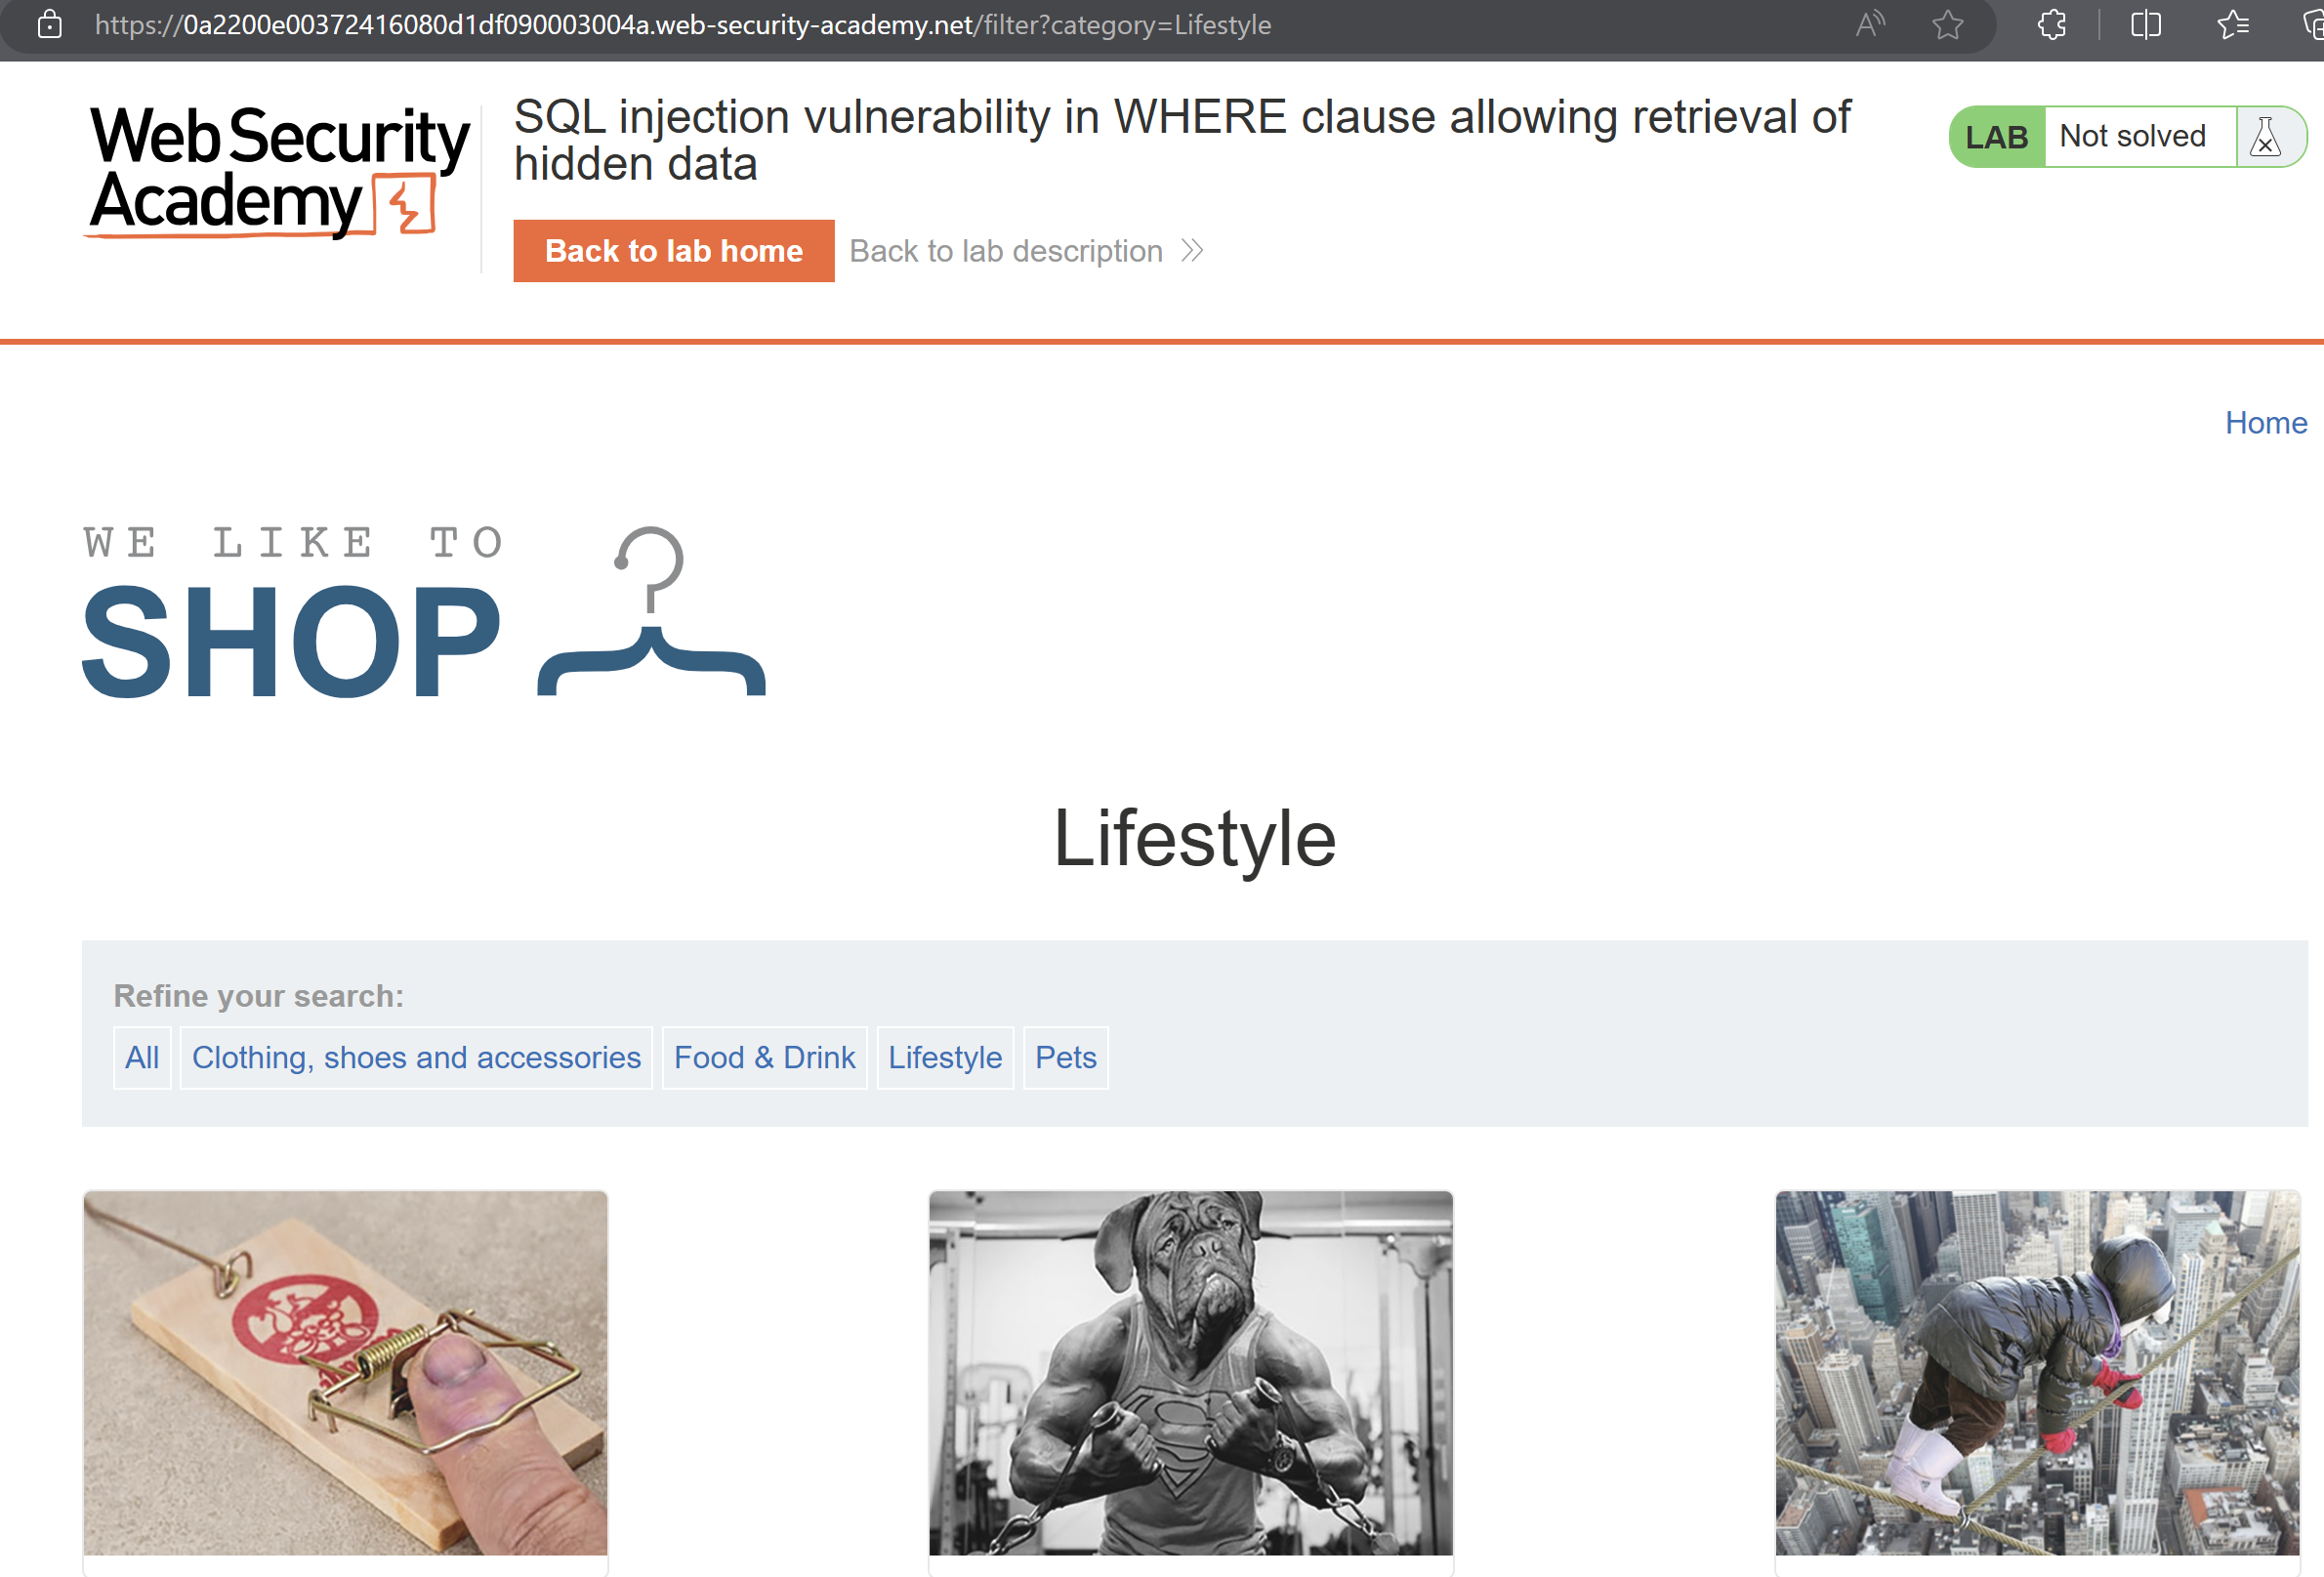 https://0a2200e00372416080d1df090003004a.web-security-academy.net/filter?category=Lifestyle
Web Security
Academy
SQL injection vulnerability in WHERE clause allowing retrieval of
hidden data
Back to lab home
Back to lab description
LAB
Not solved
Home
WE LIKE TO
SHOP
Lifestyle
Refine your search:
All
Clothing, shoes and accessories
Food & Drink
Lifestyle
Pets